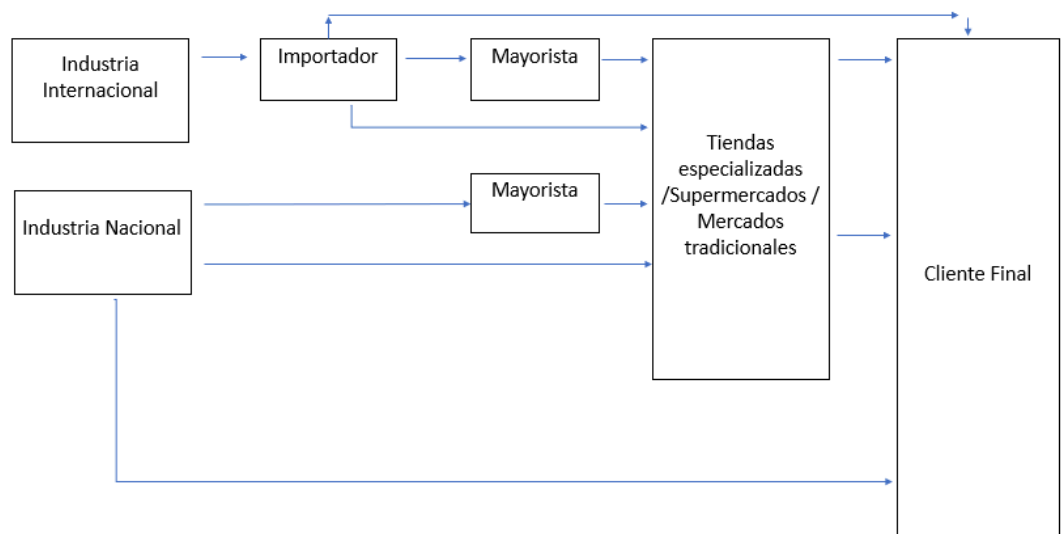 Industria
Internacional
Importador
Mayorista
Tiendas
especializadas
/Supermercados /
Mercados
tradicionales
Mayorista
Industria Nacional
Cliente Final